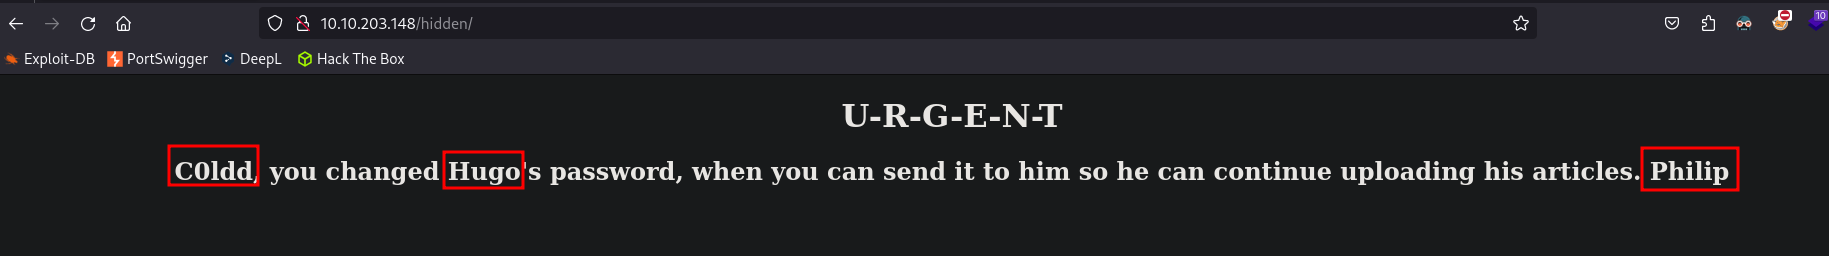 10.10.203.148/hidden/
10
Exploit-DB PortSwigger DeepL Hack The Box
U-R-G-E-N-T
C0ldd, you changed Hugo's password, when you can send it to him so he can continue uploading his articles. Philip